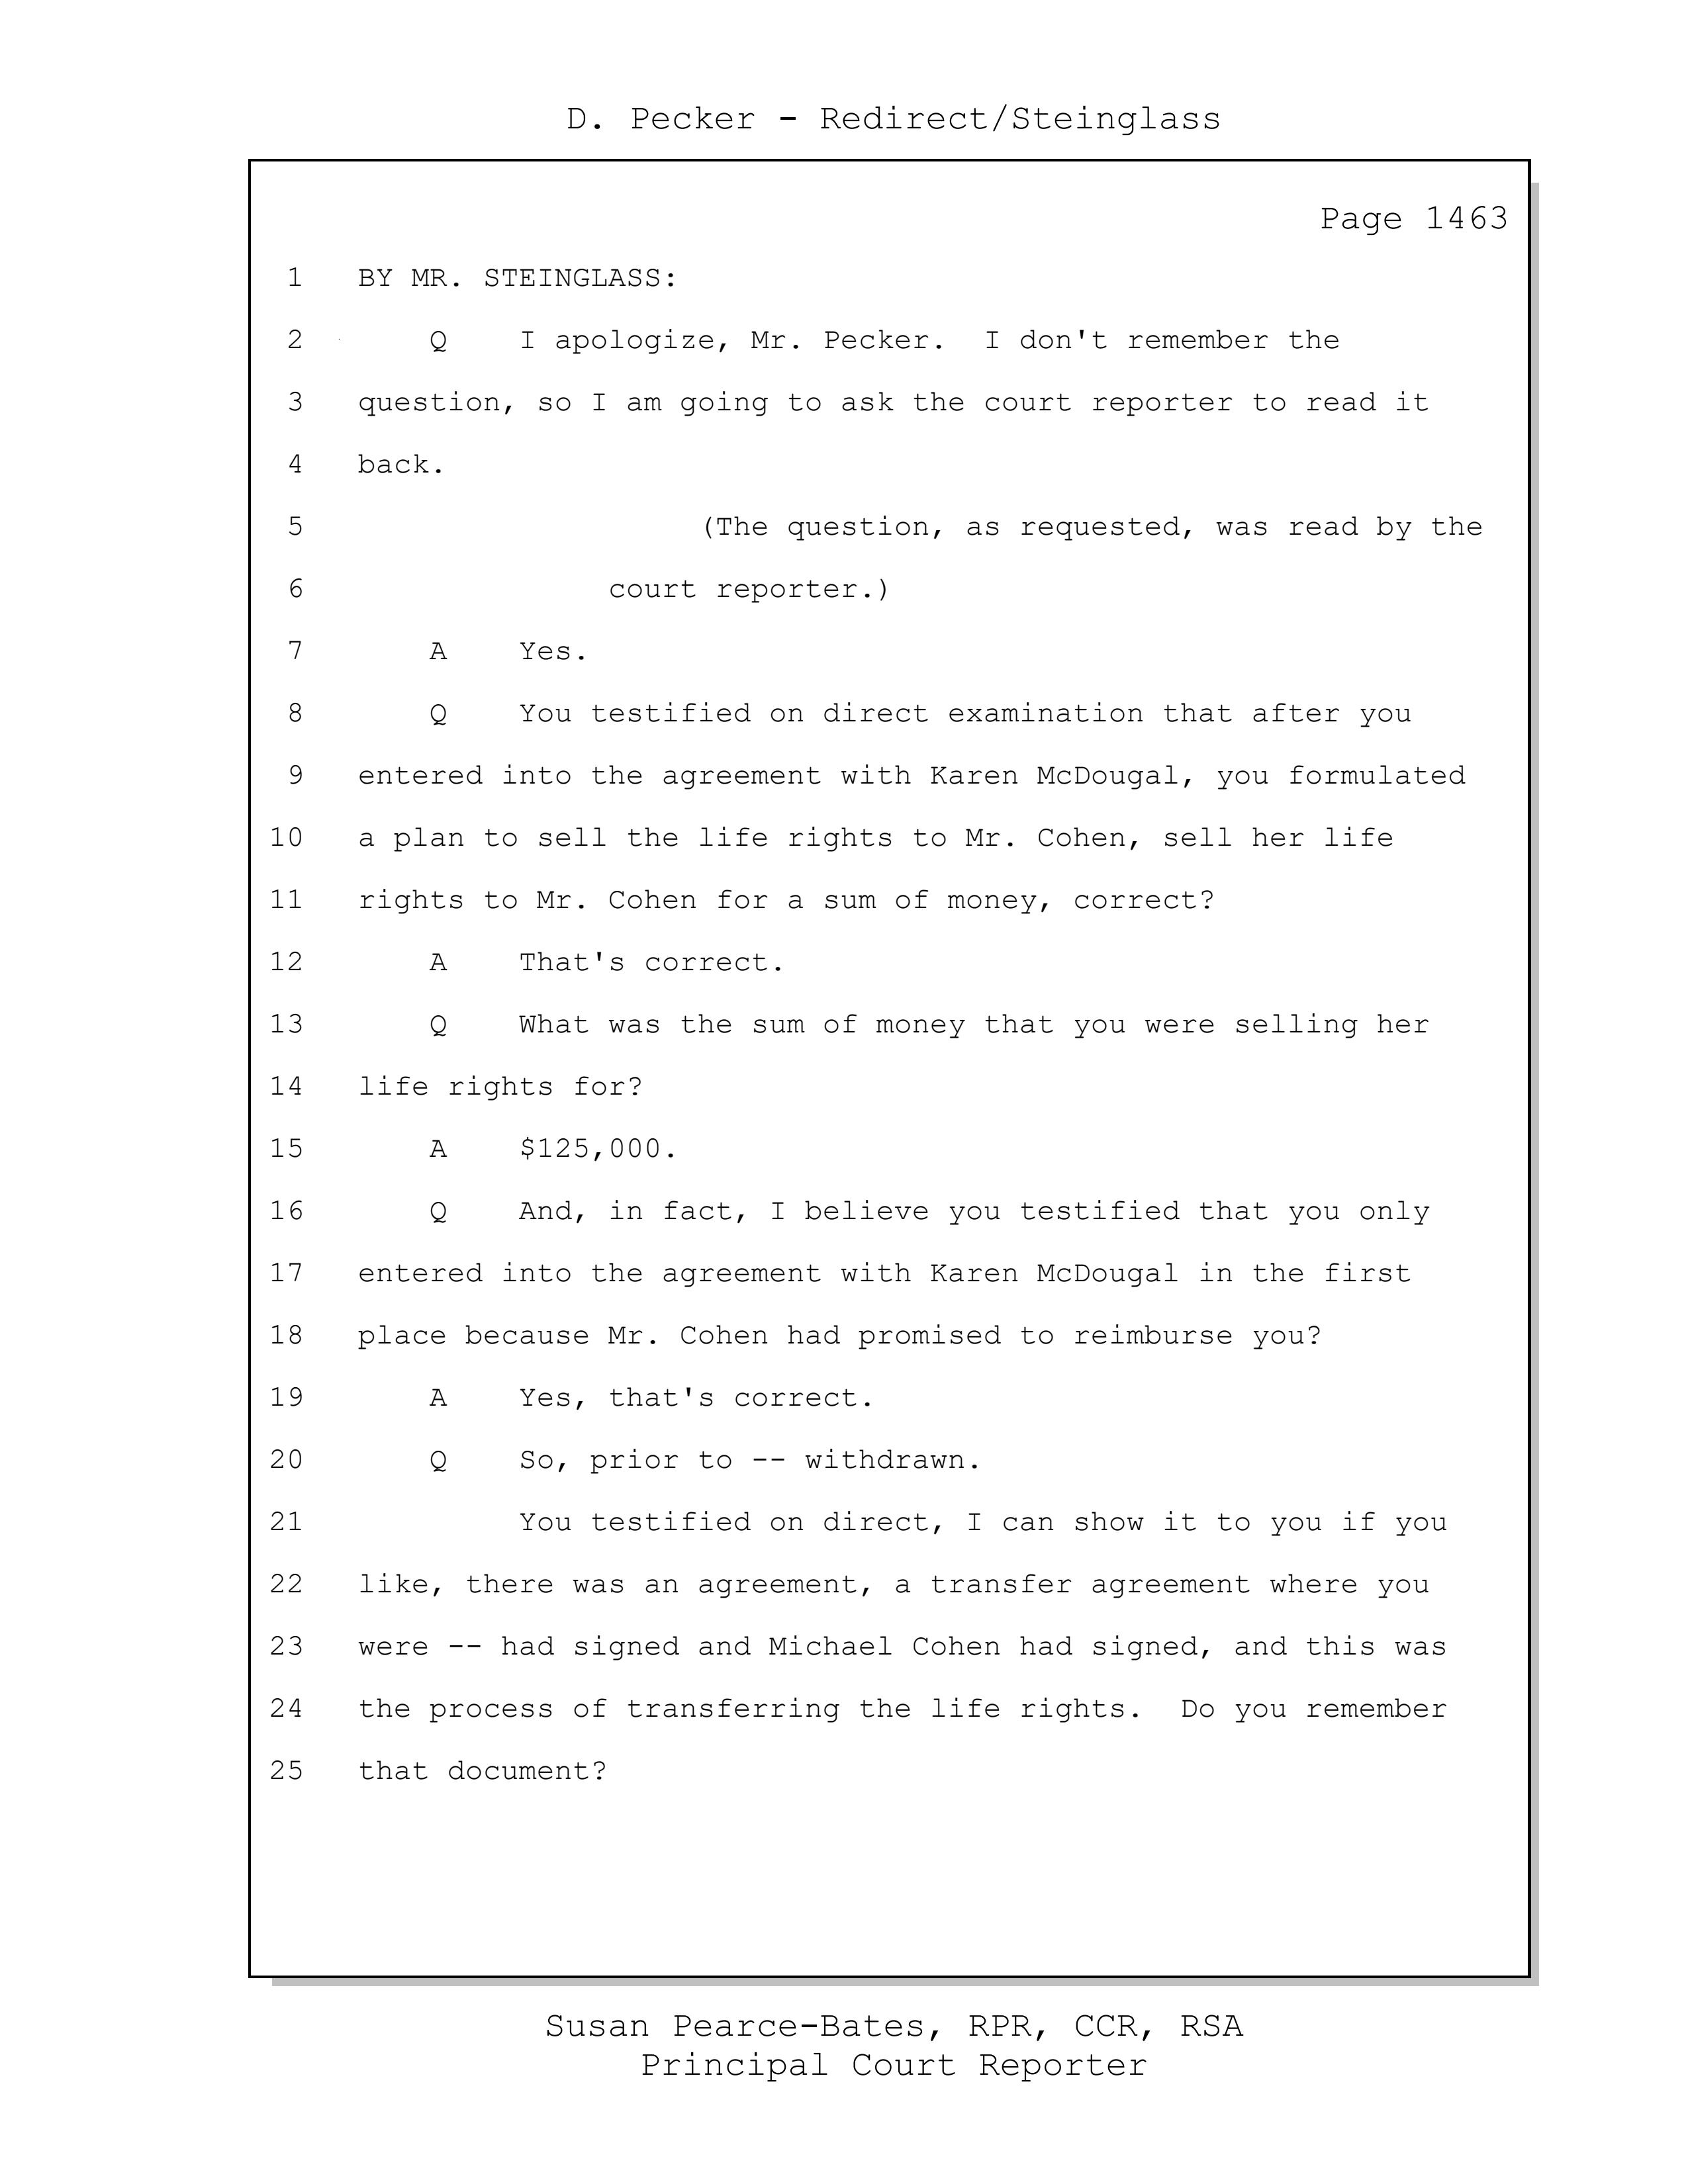 D. Pecker - Redirect/Steinglass
Page 1463
1 BY MR. STEINGLASS:
2 Q I apologize, Mr. Pecker. I don't remember the
3 question, so I am going to ask the court reporter to read it
4 back.
5 (The question, as requested, was read by the
6 court reporter.)
7 A Yes.
8 Q You testified on direct examination that after you
9 entered into the agreement with Karen McDougal, you formulated
10 a plan to sell the life rights to Mr. Cohen, sell her life
11 rights to Mr. Cohen for a sum of money, correct?
12 A That's correct.
13 Q What was the sum of money that you were selling her
14 life rights for?
15 A $125,000.
16 Q And, in fact, I believe you testified that you only
17 entered into the agreement with Karen McDougal in the first
18 place because Mr. Cohen had promised to reimburse you?
19 A Yes, that's correct.
20 Q So, prior to -- withdrawn.
21 You testified on direct, I can show it to you if you
22 like, there was an agreement, a transfer agreement where you
23 were -- had signed and Michael Cohen had signed, and this was
24 the process of transferring the life rights. Do you remember
25 that document?
Susan Pearce-Bates, RPR, CCR, RSA
Principal Court Reporter